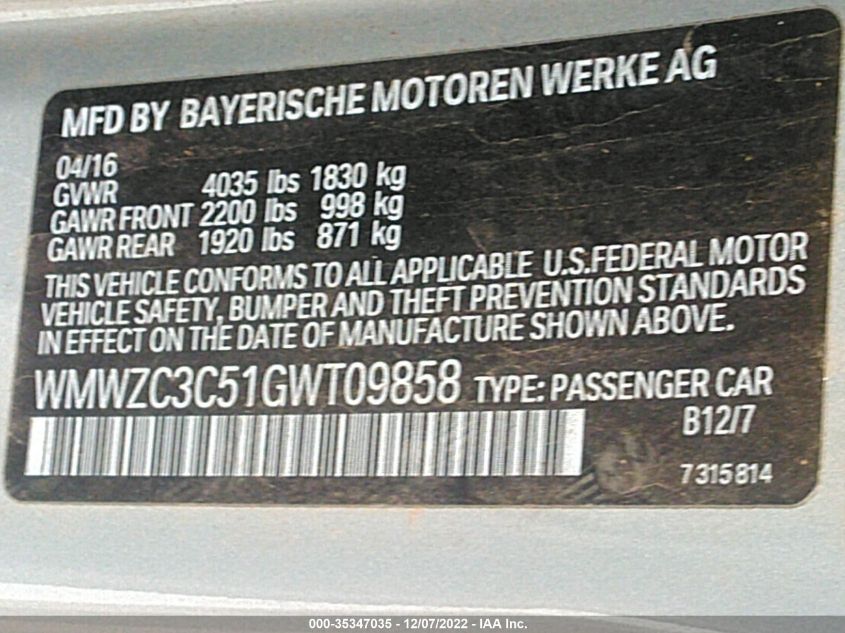 MFD BY BAYERISCHE MOTOREN WERKE AG
04/16
GVWR 4035 lbs 1830 kg
GAWR FRONT 2200 lbs 998 kg
GAWR REAR 1920 lbs 871 kg
THIS VEHICLE CONFORMS TO ALL APPLICABLE U.S.FEDERAL MOTOR
VEHICLE SAFETY, BUMPER AND THEFT PREVENTION STANDARDS
IN EFFECT ON THE DATE OF MANUFACTURE SHOWN ABOVE.
WMWZC3C51GWT09858 TYPE: PASSENGER CAR
B12/7
7315814
000-35347035 - 12/07/2022 - IAA Inc.